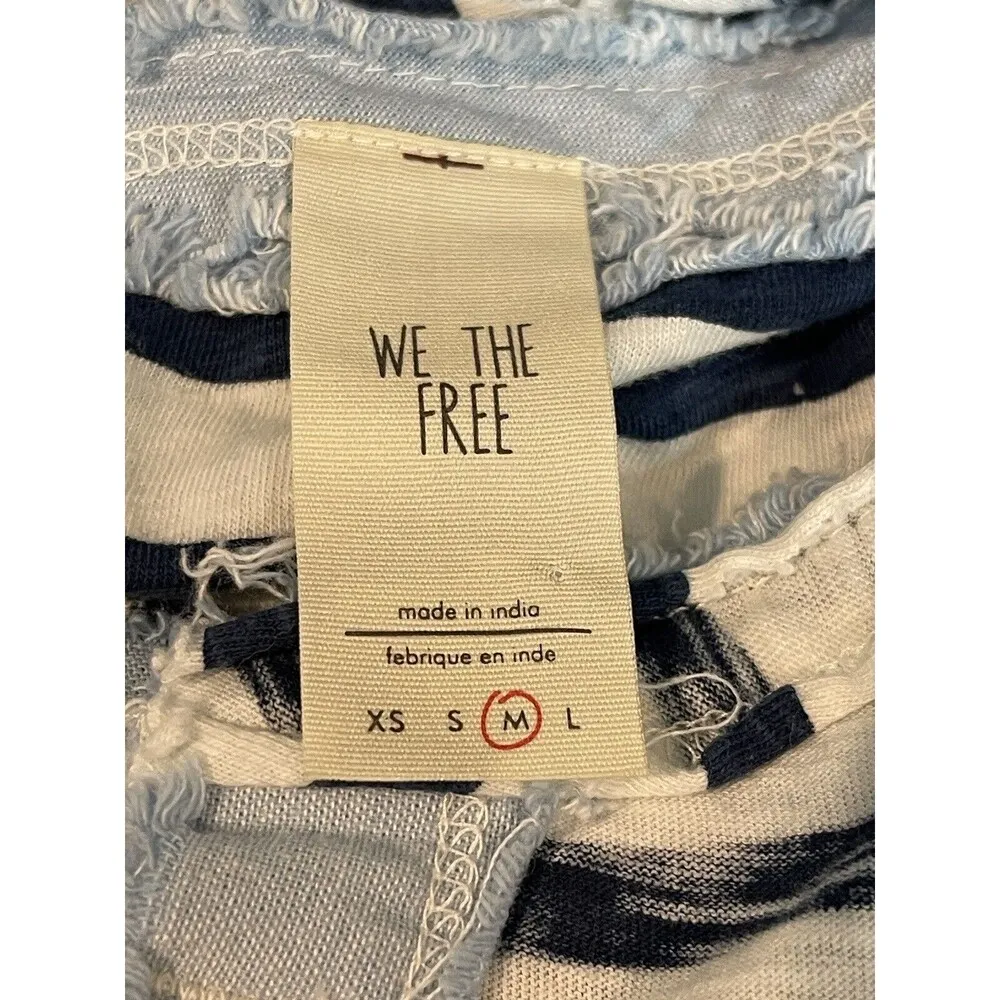 WE THE
FREE
made in india
febrique en inde
XS S M L